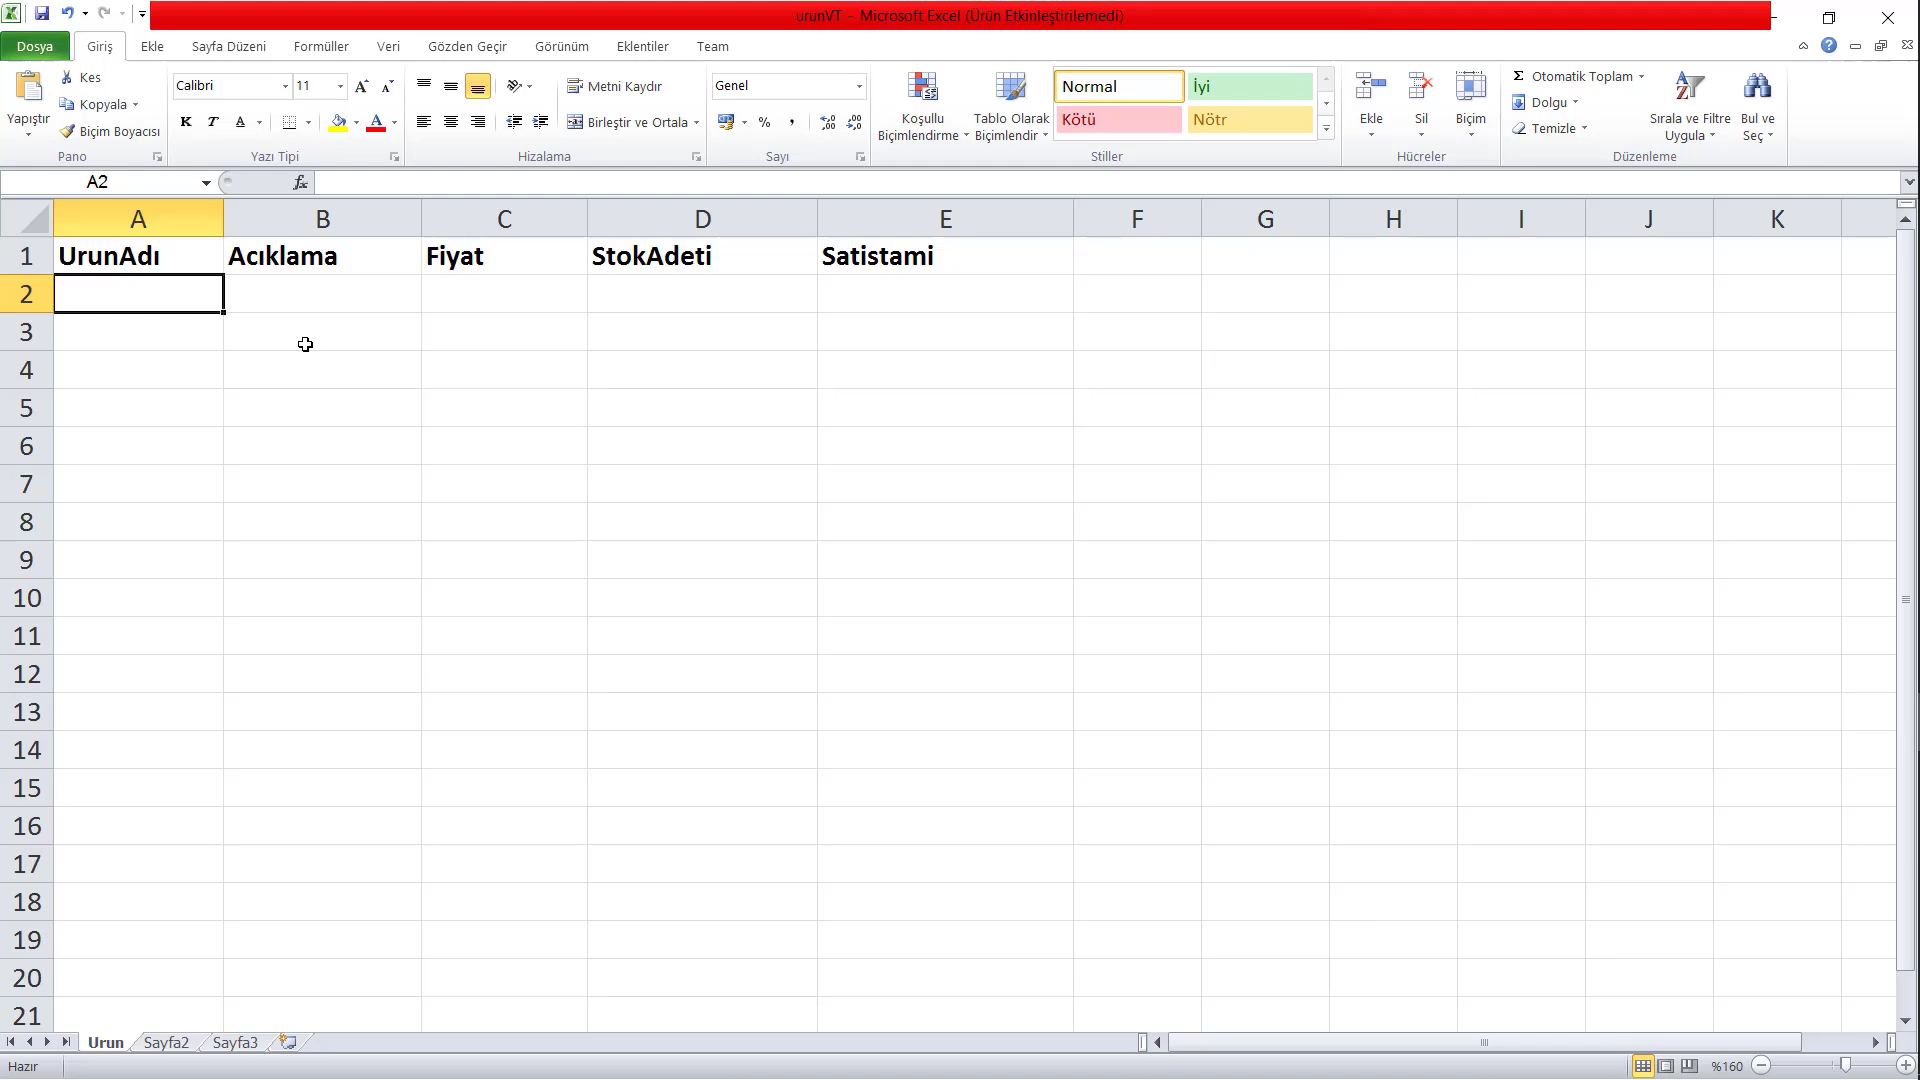 urunVT - Microsoft Excel (Ürün Etkinleştirilemedi)
Dosya Giriş Ekle Sayfa Düzeni Formüller Veri Gözden Geçir Görünüm Eklentiler Team
Yapıştır
Kes
Kopyala
Biçim Boyacısı
Pano
Calibri 11
K T A
Yazı Tipi
Metni Kaydır
Birleştir ve Ortala
Hizalama
Genel
%
Sayı
Koşullu Biçimlendirme
Tablo Olarak Biçimlendir
Normal İyi
Kötü Nötr
Stiller
Ekle Sil Biçim
Hücreler
Σ Otomatik Toplam
Dolgu
Temizle
Sırala ve Filtre Uygula
Bul ve Seç
Düzenleme
A2 fx
A B C D E F G H I J K
1 UrunAdı Acıklama Fiyat StokAdeti Satistami
2
3
4
5
6
7
8
9
10
11
12
13
14
15
16
17
18
19
20
21
Urun Sayfa2 Sayfa3
Hazır %160